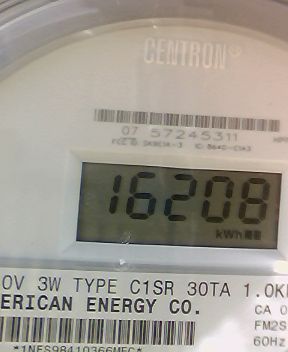 CENTRON®
07 57245311
16208
kWh
0V 3W TYPE C1SR 30TA 1.0K
ERICAN ENERGY CO.
CA 0
FM2S
60Hz